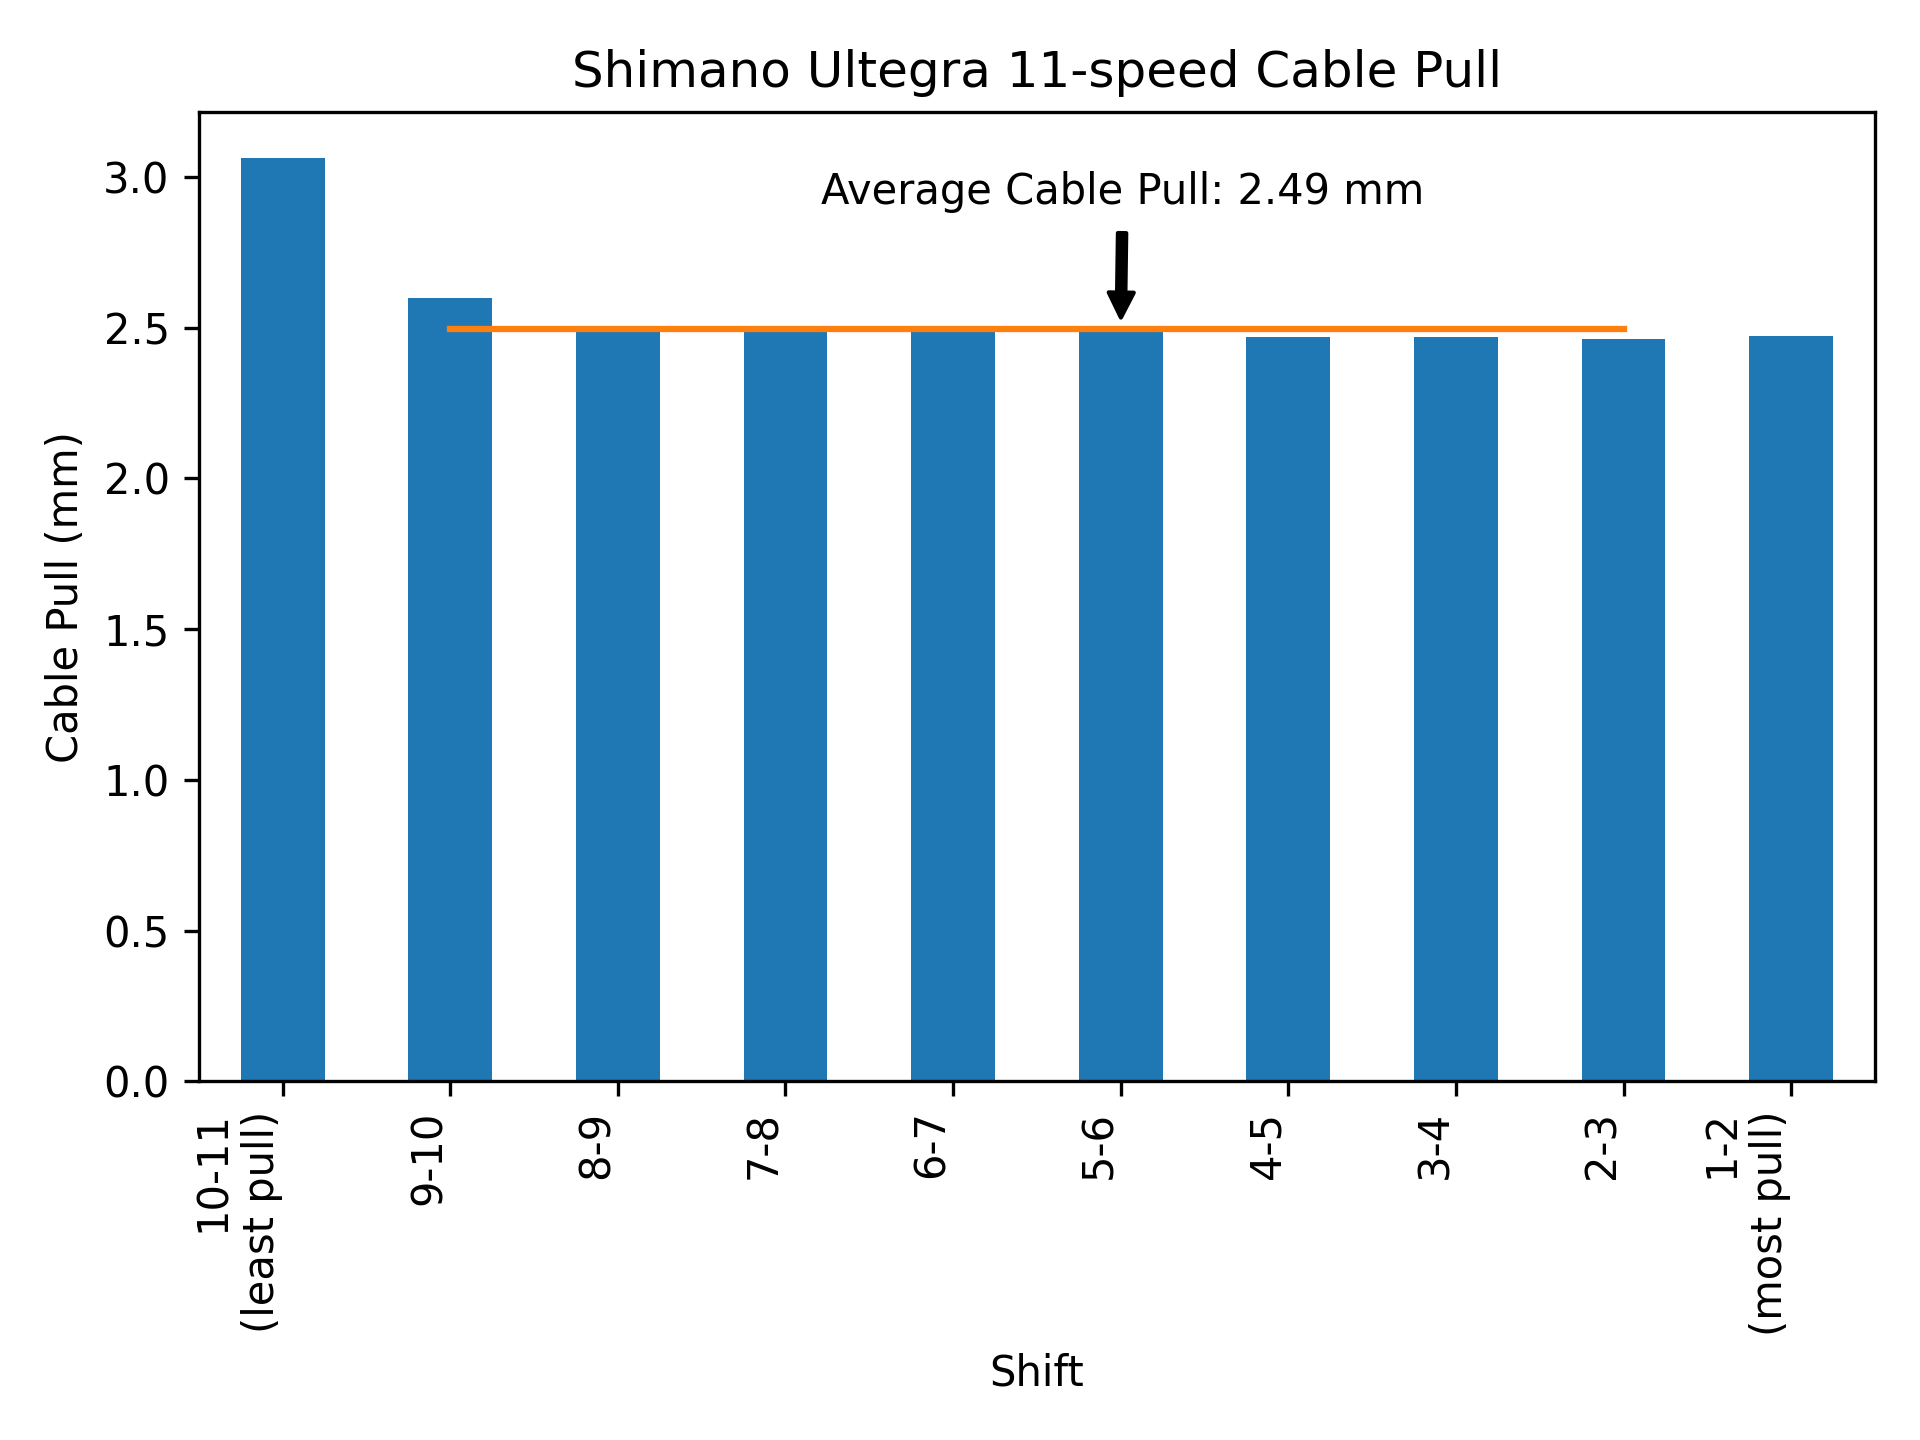 Shimano Ultegra 11-speed Cable Pull
Average Cable Pull: 2.49 mm
Cable Pull (mm)
3.0
2.5
2.0
1.5
1.0
0.5
0.0
10-11
(least pull)
9-10
8-9
7-8
6-7
5-6
4-5
3-4
2-3
1-2
(most pull)
Shift